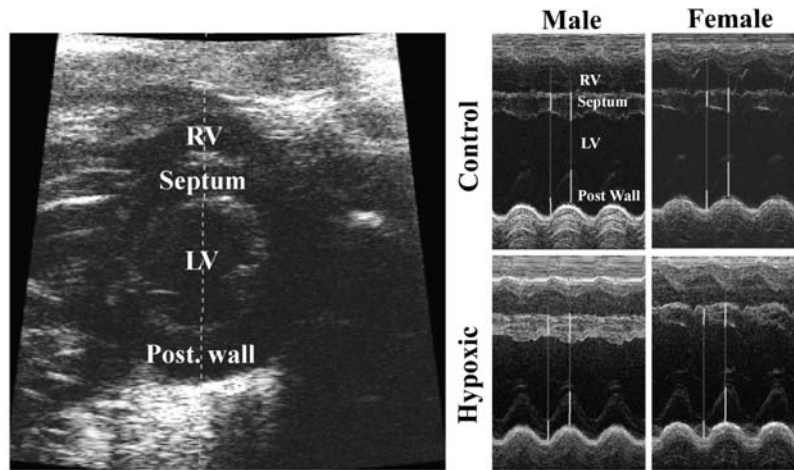 RV
Septum
LV
Post. wall
Male
Female
Control
RV
Septum
LV
Post Wall
Hypoxic